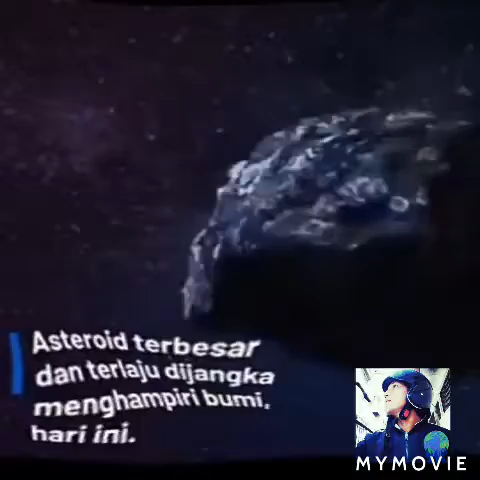 Asteroid terbesar
dan terlaju dijangka
menghampiri bumi,
hari ini.
MYMOVIE